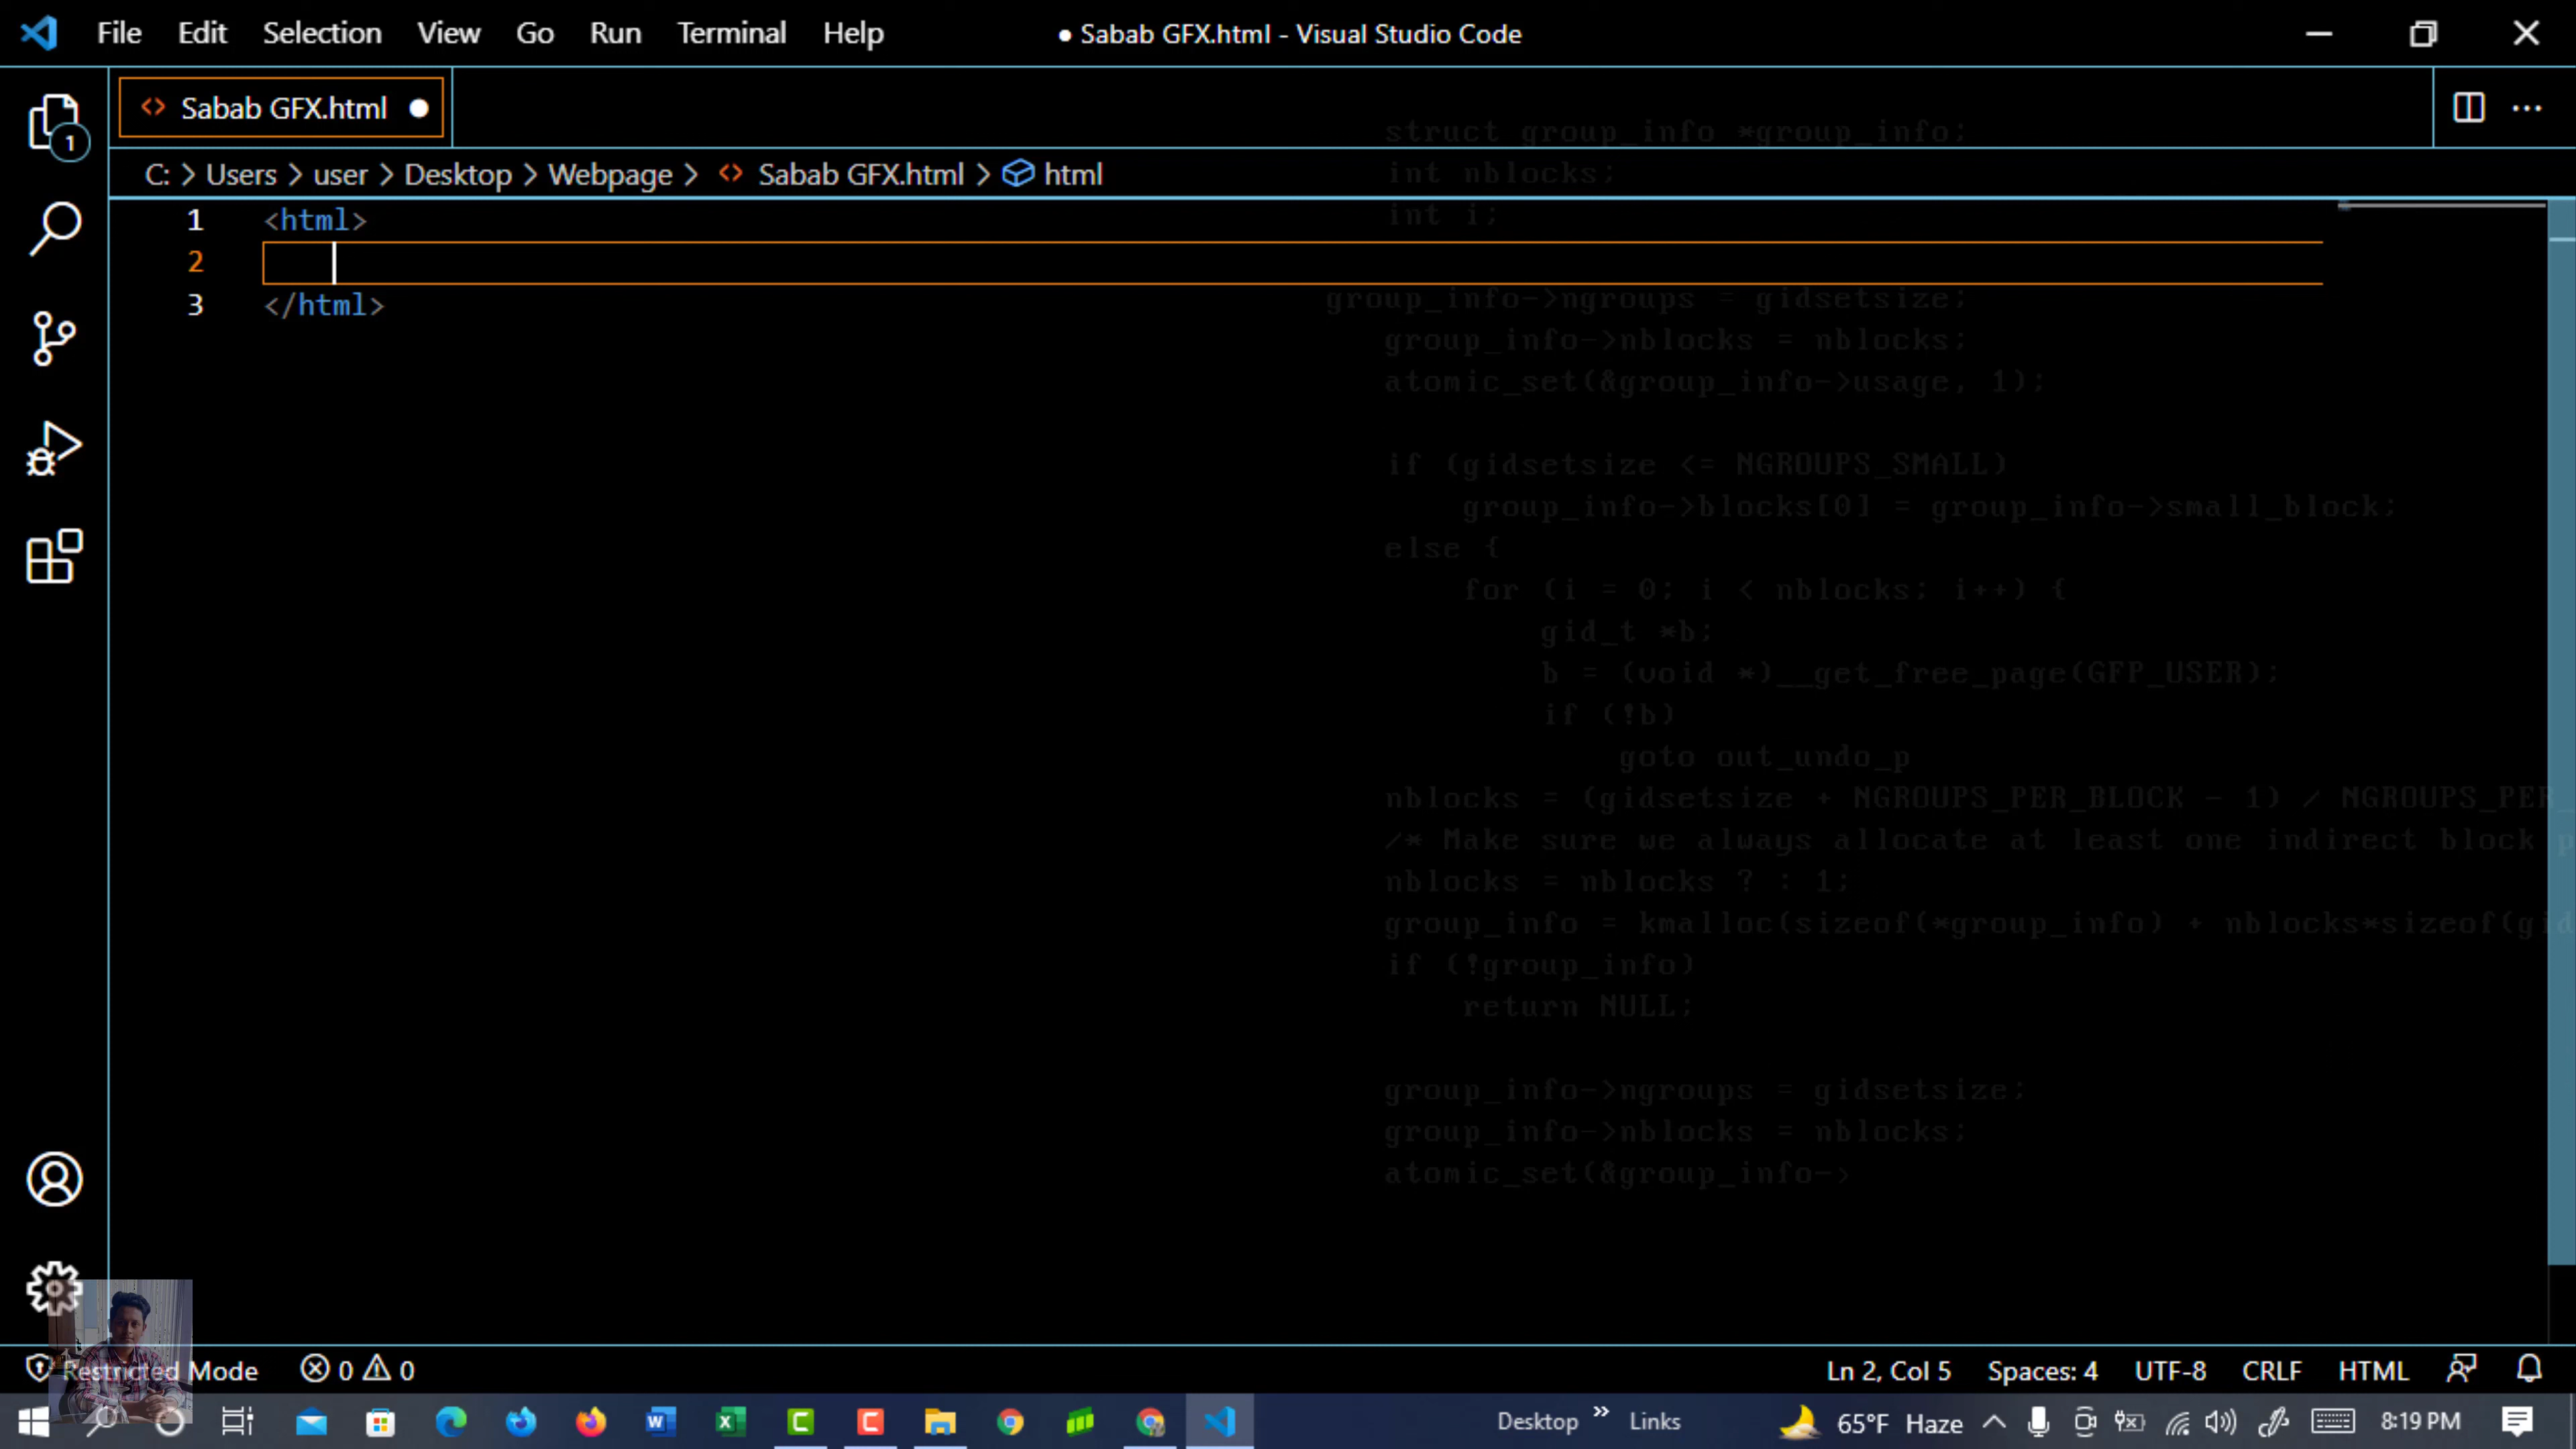 File Edit Selection View Go Run Terminal Help ● Sabab GFX.html - Visual Studio Code
<> Sabab GFX.html ●
1
C: > Users > user > Desktop > Webpage > <> Sabab GFX.html > html
1 <html>
2
3 </html>
struct group_info *group_info;
int nblocks;
int i;
group_info->ngroups = gidsetsize;
group_info->nblocks = nblocks;
atomic_set(&group_info->usage, 1);
if (gidsetsize <= NGROUPS_SMALL)
group_info->blocks[0] = group_info->small_block;
else {
for (i = 0; i < nblocks; i++) {
gid_t *b;
b = (void *)__get_free_page(GFP_USER);
if (!b)
goto out_undo_p
nblocks = (gidsetsize + NGROUPS_PER_BLOCK - 1) / NGROUPS_PER_
/* Make sure we always allocate at least one indirect block p
nblocks = nblocks ? : 1;
group_info = kmalloc(sizeof(*group_info) + nblocks*sizeof(gid
if (!group_info)
return NULL;
group_info->ngroups = gidsetsize;
group_info->nblocks = nblocks;
atomic_set(&group_info->
Restricted Mode 0 0 Ln 2, Col 5 Spaces: 4 UTF-8 CRLF HTML
Desktop » Links 65°F Haze 8:19 PM